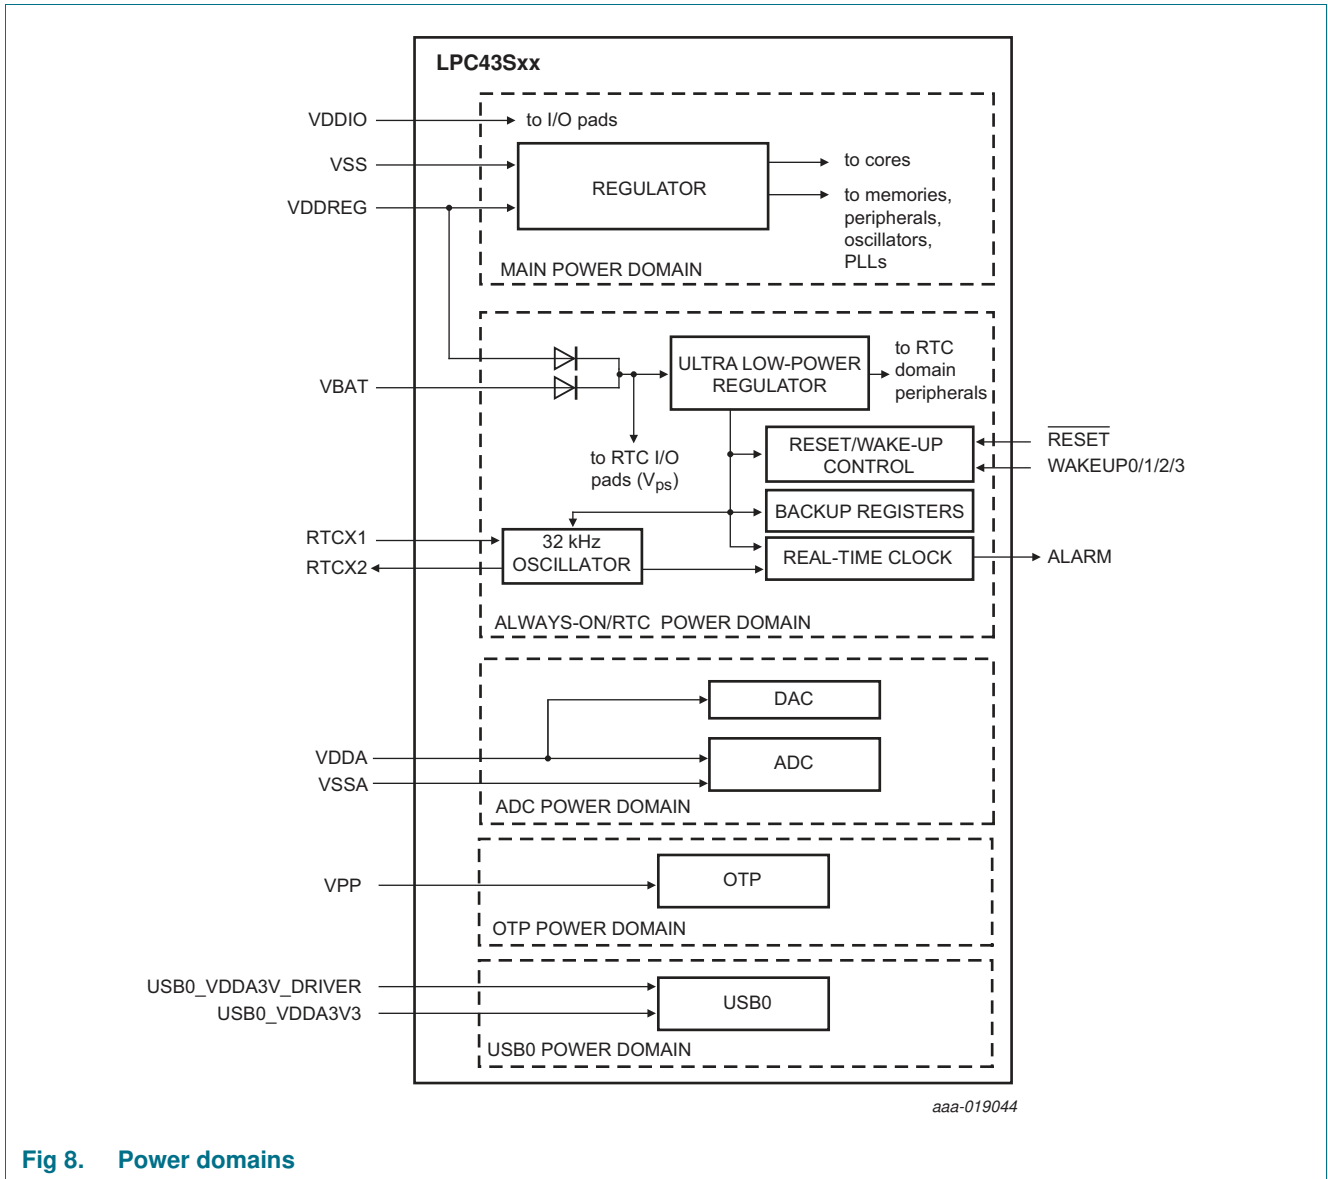 LPC43Sxx
VDDIO
to I/O pads
VSS
REGULATOR
to cores
VDDREG
to memories,
peripherals,
oscillators,
PLLs
MAIN POWER DOMAIN
VBAT
ULTRA LOW-POWER
REGULATOR
to RTC
domain
peripherals
to RTC I/O
pads (Vps)
RESET/WAKE-UP
CONTROL
RESET
WAKEUP0/1/2/3
BACKUP REGISTERS
RTCX1
RTCX2
32 kHz
OSCILLATOR
REAL-TIME CLOCK
ALARM
ALWAYS-ON/RTC POWER DOMAIN
DAC
VDDA
ADC
VSSA
ADC POWER DOMAIN
VPP
OTP
OTP POWER DOMAIN
USB0_VDDA3V_DRIVER
USB0_VDDA3V3
USB0
USB0 POWER DOMAIN
aaa-019044
Fig 8. Power domains